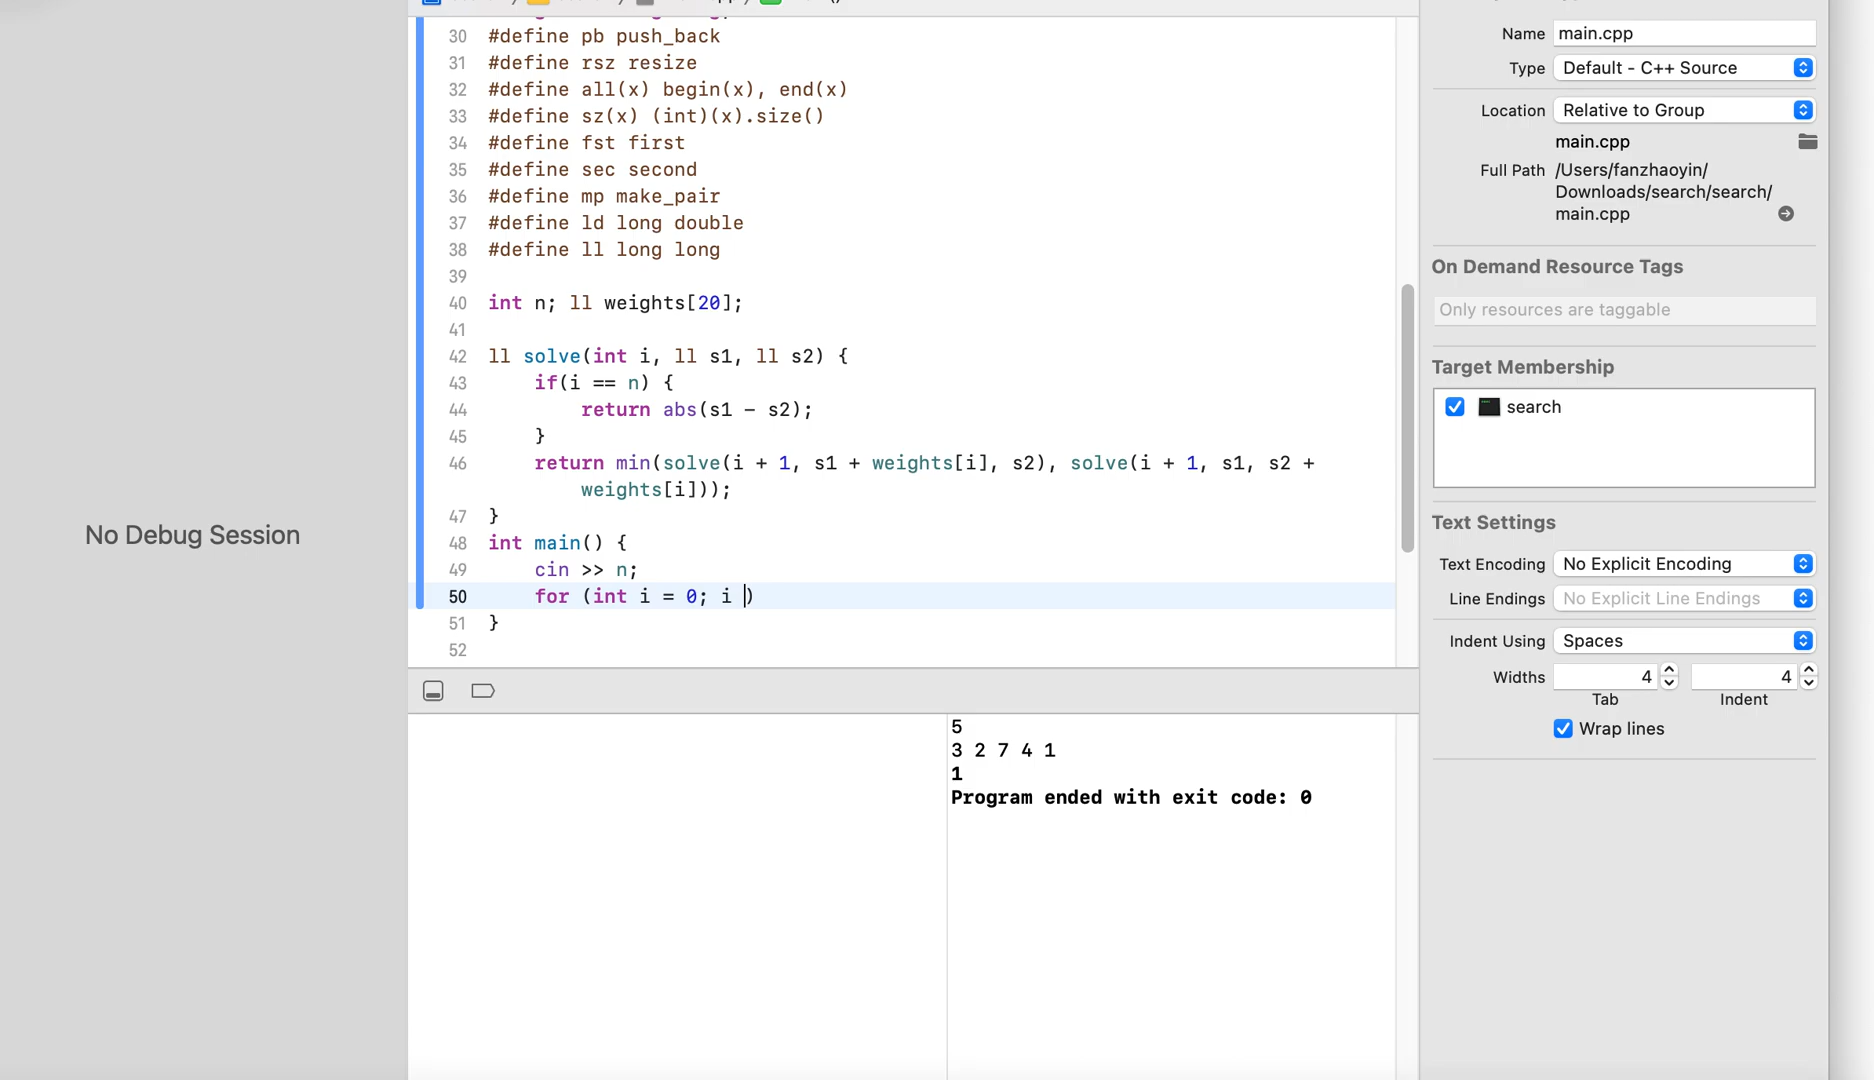 30 #define pb push_back
31 #define rsz resize
32 #define all(x) begin(x), end(x)
33 #define sz(x) (int)(x).size()
34 #define fst first
35 #define sec second
36 #define mp make_pair
37 #define ld long double
38 #define ll long long
39
40 int n; ll weights[20];
41
42 ll solve(int i, ll s1, ll s2) {
43     if(i == n) {
44         return abs(s1 - s2);
45     }
46     return min(solve(i + 1, s1 + weights[i], s2), solve(i + 1, s1, s2 +
        weights[i]));
47 }
48 int main() {
49     cin >> n;
50     for (int i = 0; i )
51 }
52
No Debug Session
5
3 2 7 4 1
1
Program ended with exit code: 0
Name main.cpp
Type Default - C++ Source
Location Relative to Group
main.cpp
Full Path /Users/fanzhaoyin/
Downloads/search/search/
main.cpp
On Demand Resource Tags
Only resources are taggable
Target Membership
search
Text Settings
Text Encoding No Explicit Encoding
Line Endings No Explicit Line Endings
Indent Using Spaces
Widths 4 4
Tab Indent
Wrap lines